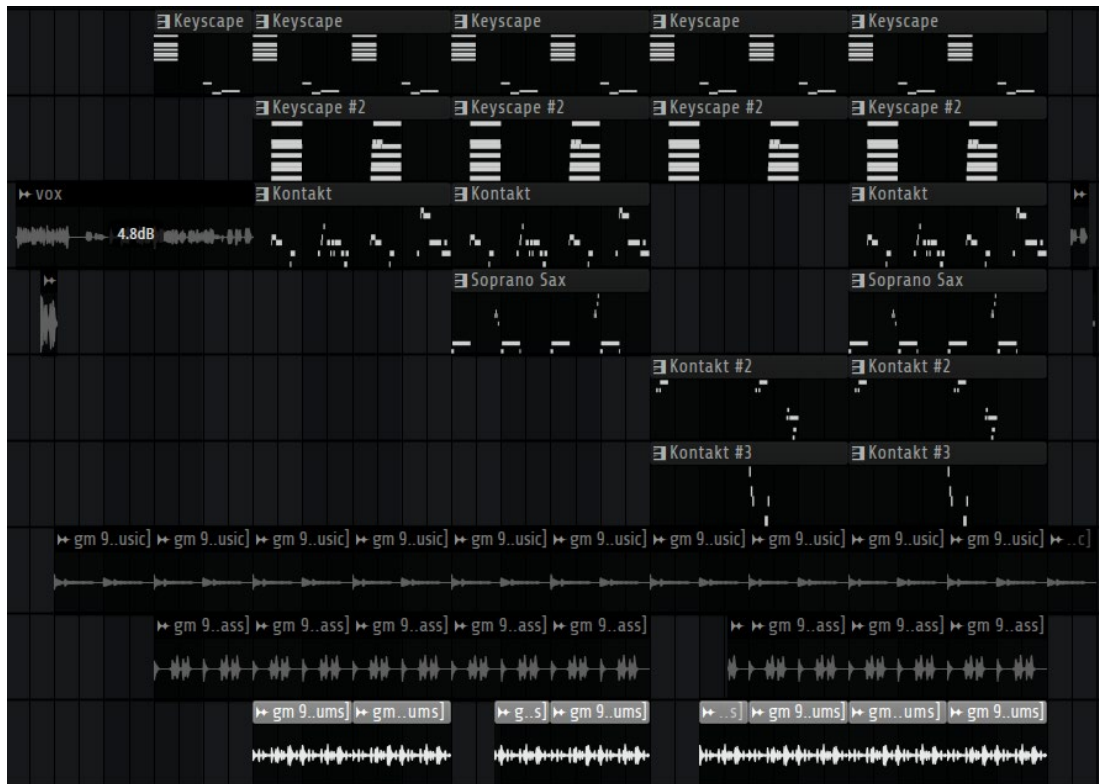 Keyscape Keyscape Keyscape Keyscape Keyscape
Keyscape #2 Keyscape #2 Keyscape #2 Keyscape #2
vox Kontakt Kontakt Kontakt
4.8dB
Soprano Sax Soprano Sax
Kontakt #2 Kontakt #2
Kontakt #3 Kontakt #3
gm 9..usic] gm 9..usic] gm 9..usic] gm 9..usic] gm 9..usic] gm 9..usic] gm 9..usic] gm 9..usic] gm 9..usic] gm 9..usic] ..c]
gm 9..ass] gm 9..ass] gm 9..ass] gm 9..ass] gm 9..ass] gm 9..ass] gm 9..ass] gm 9..ass]
gm 9..ums] gm..ums] g..s] gm 9..ums] ..s] gm 9..ums] gm..ums] gm 9..ums]